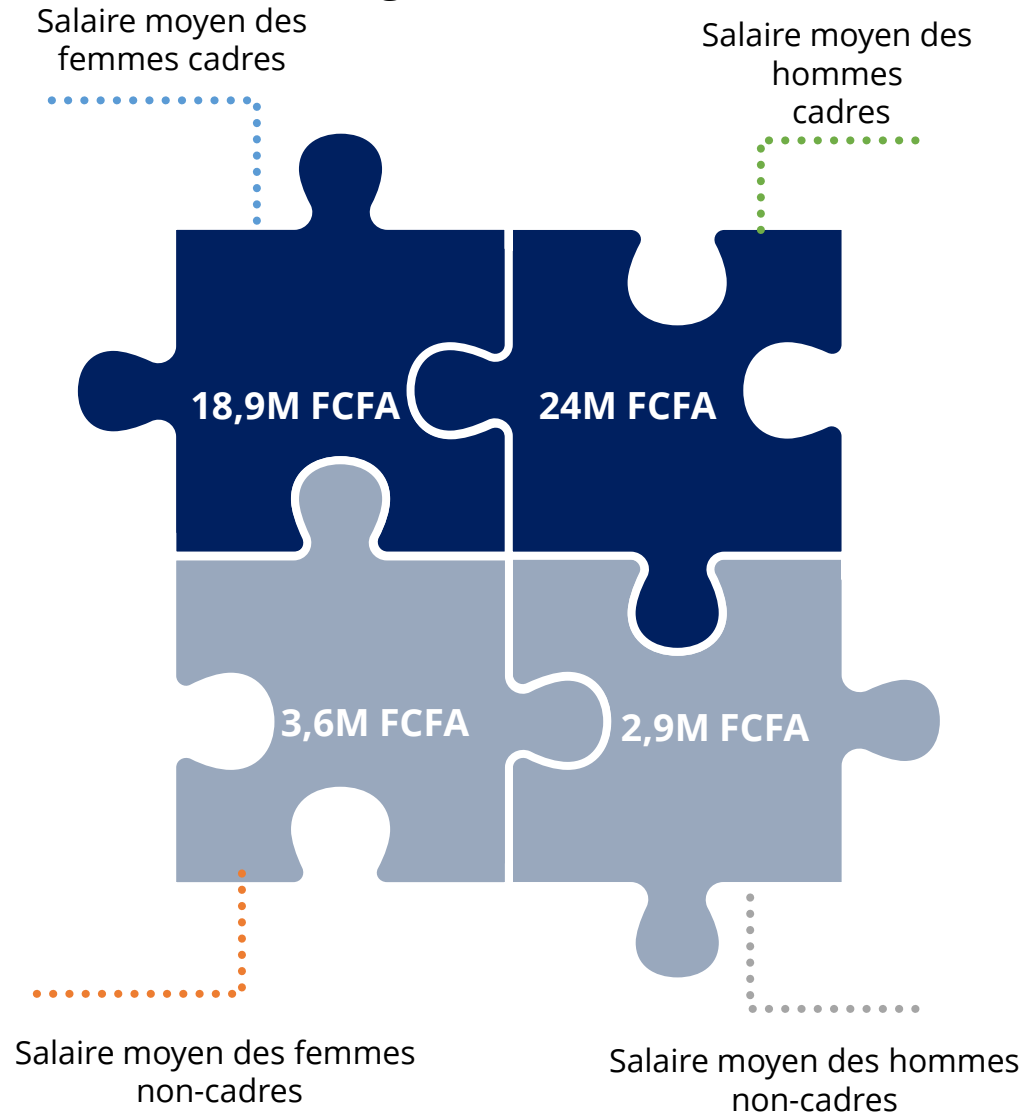 Salaire moyen des
femmes cadres
Salaire moyen des
hommes
cadres
18,9M FCFA
24M FCFA
3,6M FCFA
2,9M FCFA
Salaire moyen des femmes
non-cadres
Salaire moyen des hommes
non-cadres